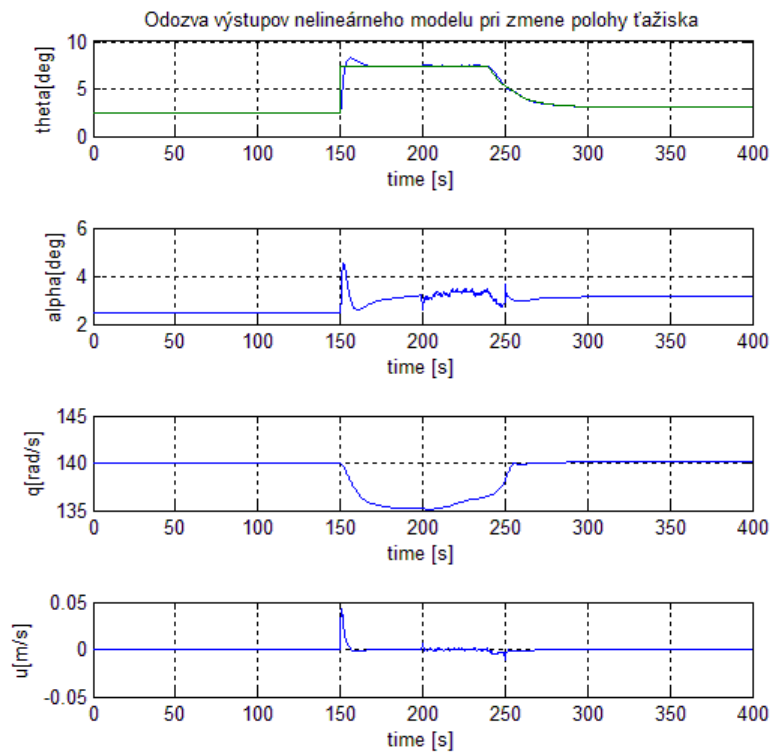 Odozva výstupov nelineárneho modelu pri zmene polohy ťažiska
10
5
0
theta[deg]
0 50 100 150 200 250 300 350 400
time [s]
6
4
2
alpha[deg]
0 50 100 150 200 250 300 350 400
time [s]
145
140
135
q[rad/s]
0 50 100 150 200 250 300 350 400
time [s]
0.05
0
-0.05
u[m/s]
0 50 100 150 200 250 300 350 400
time [s]